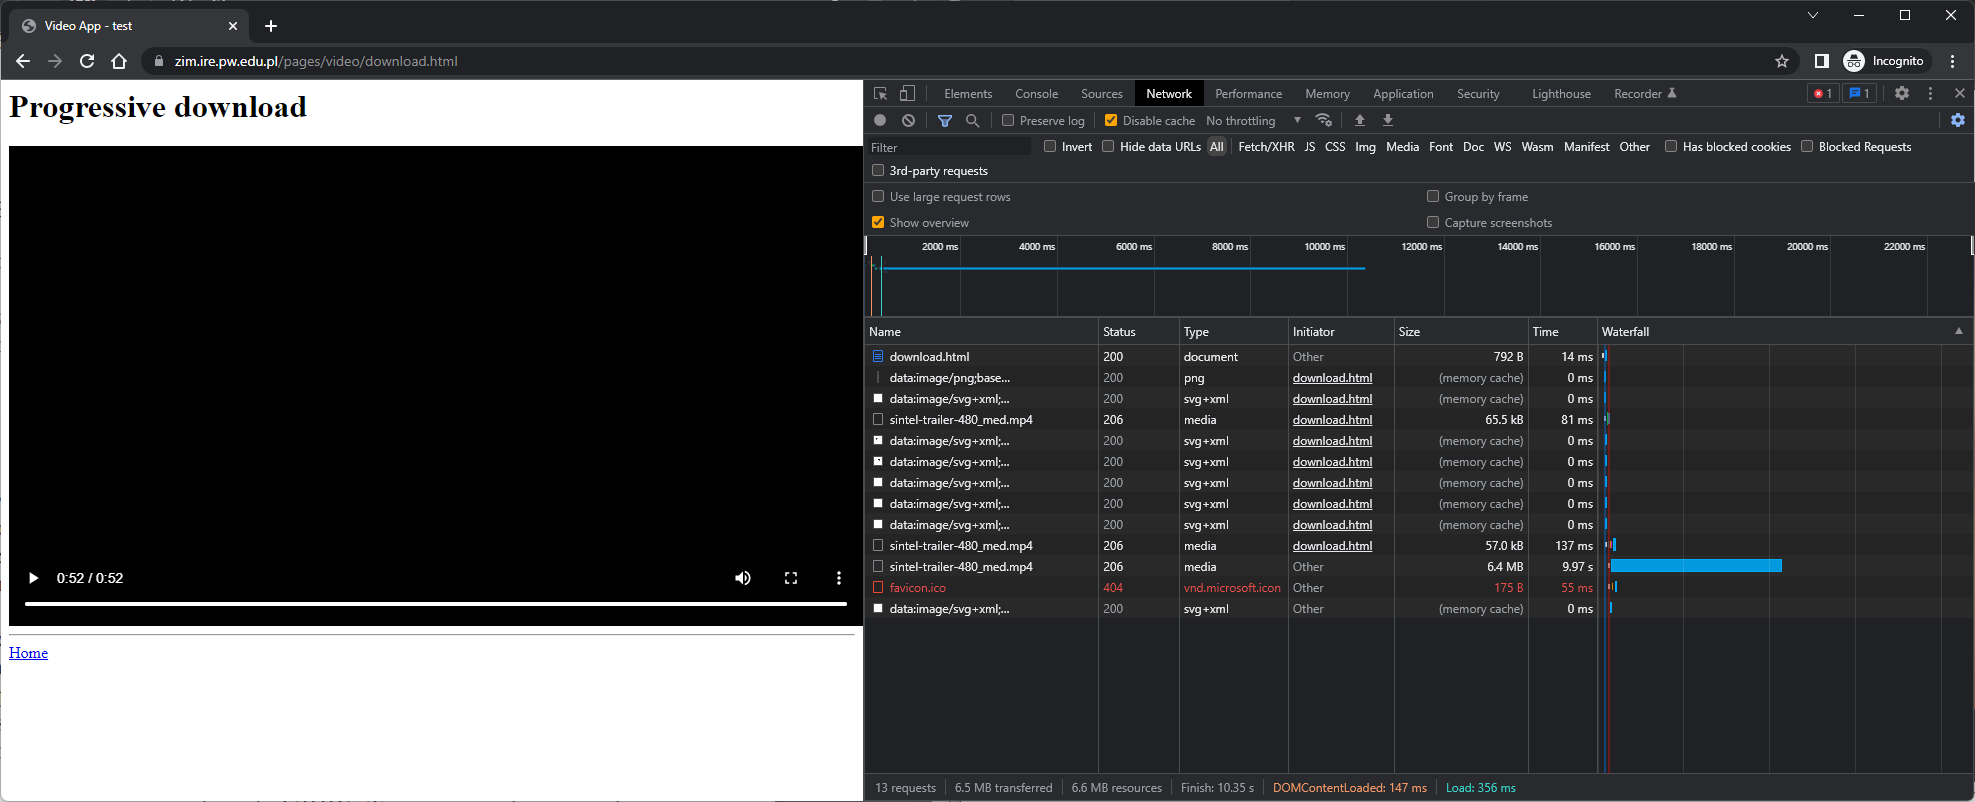 Video App - test
zim.ire.pw.edu.pl/pages/video/download.html
Incognito
Progressive download
0:52 / 0:52
Home
Elements Console Sources Network Performance Memory Application Security Lighthouse Recorder 1 1
Preserve log Disable cache No throttling
Filter Invert Hide data URLs All Fetch/XHR JS CSS Img Media Font Doc WS Wasm Manifest Other Has blocked cookies Blocked Requests
3rd-party requests
Use large request rows Group by frame
Show overview Capture screenshots
2000 ms 4000 ms 6000 ms 8000 ms 10000 ms 12000 ms 14000 ms 16000 ms 18000 ms 20000 ms 22000 ms
Name Status Type Initiator Size Time Waterfall
download.html 200 document Other 792 B 14 ms
data:image/png;base... 200 png download.html (memory cache) 0 ms
data:image/svg+xml;... 200 svg+xml download.html (memory cache) 0 ms
sintel-trailer-480_med.mp4 206 media download.html 65.5 kB 81 ms
data:image/svg+xml;... 200 svg+xml download.html (memory cache) 0 ms
data:image/svg+xml;... 200 svg+xml download.html (memory cache) 0 ms
data:image/svg+xml;... 200 svg+xml download.html (memory cache) 0 ms
data:image/svg+xml;... 200 svg+xml download.html (memory cache) 0 ms
data:image/svg+xml;... 200 svg+xml download.html (memory cache) 0 ms
sintel-trailer-480_med.mp4 206 media download.html 57.0 kB 137 ms
sintel-trailer-480_med.mp4 206 media Other 6.4 MB 9.97 s
favicon.ico 404 vnd.microsoft.icon Other 175 B 55 ms
data:image/svg+xml;... 200 svg+xml Other (memory cache) 0 ms
13 requests 6.5 MB transferred 6.6 MB resources Finish: 10.35 s DOMContentLoaded: 147 ms Load: 356 ms